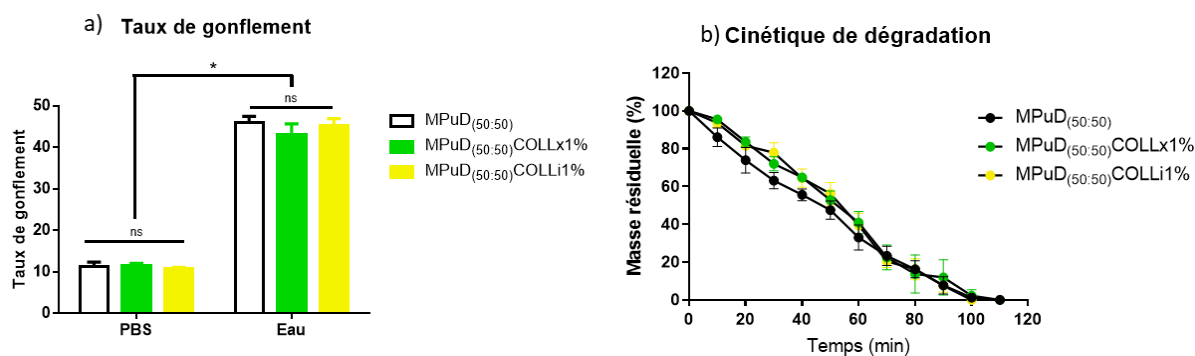 a) Taux de gonflement
*
ns
ns
50
40
30
20
10
0
Taux de gonflement
PBS
Eau
MPuD(50:50)
MPuD(50:50)COLLx1%
MPuD(50:50)COLLi1%
b) Cinétique de dégradation
120
100
80
60
40
20
0
Masse résiduelle (%)
0 20 40 60 80 100 120
Temps (min)
MPuD(50:50)
MPuD(50:50)COLLx1%
MPuD(50:50)COLLi1%